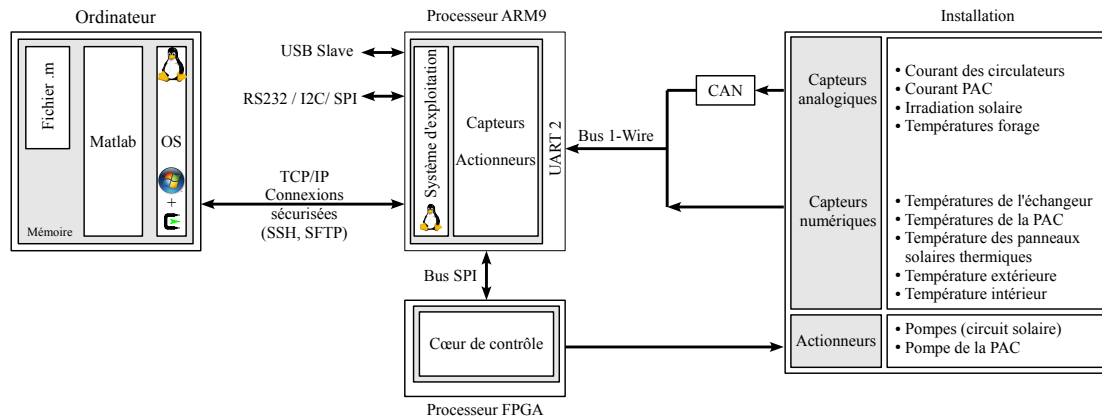 Ordinateur
Fichier .m
Matlab
OS
+
Mémoire
USB Slave
RS232 / I2C/ SPI
TCP/IP
Connexions
sécurisées
(SSH, SFTP)
Processeur ARM9
Système d'exploitation
Capteurs
Actionneurs
UART 2
Bus SPI
Cœur de contrôle
Processeur FPGA
Bus 1-Wire
CAN
Installation
Capteurs
analogiques
• Courant des circulateurs
• Courant PAC
• Irradiation solaire
• Températures forage
Capteurs
numériques
• Températures de l'échangeur
• Températures de la PAC
• Température des panneaux
solaires thermiques
• Température extérieure
• Température intérieur
Actionneurs
• Pompes (circuit solaire)
• Pompe de la PAC